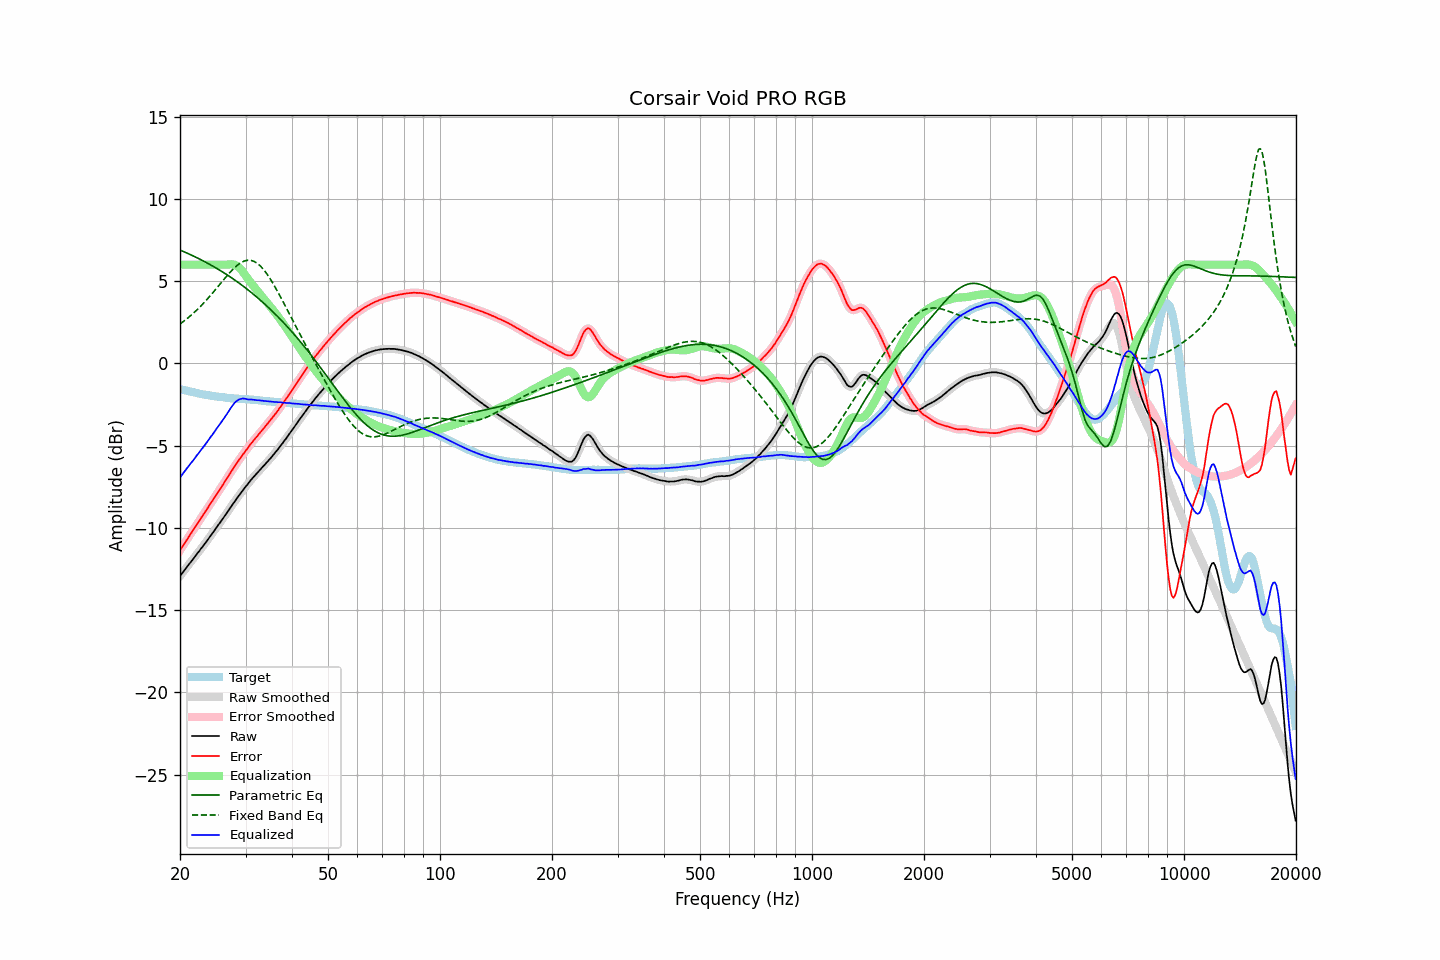 Corsair Void PRO RGB
Amplitude (dBr)
15
10
5
0
−5
−10
−15
−20
−25
Target
Raw Smoothed
Error Smoothed
Raw
Error
Equalization
Parametric Eq
Fixed Band Eq
Equalized
20 50 100 200 500 1000 2000 5000 10000 20000
Frequency (Hz)